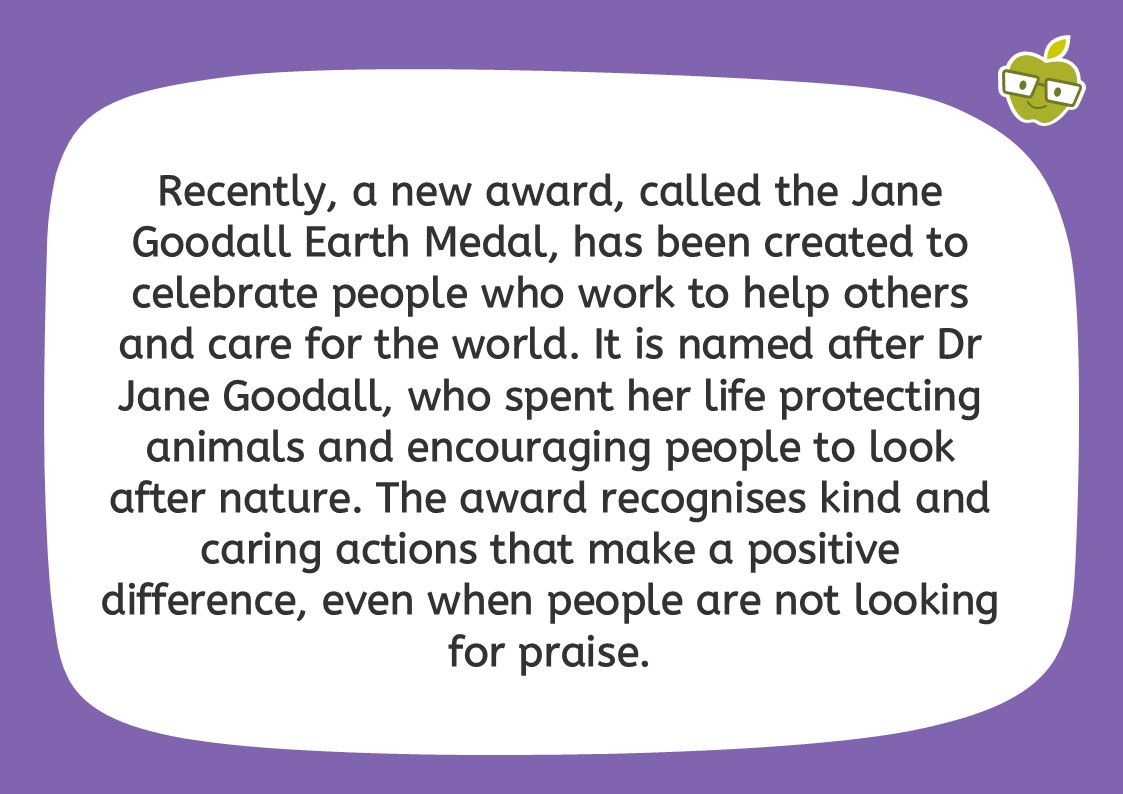 Recently, a new award, called the Jane
Goodall Earth Medal, has been created to
celebrate people who work to help others
and care for the world. It is named after Dr
Jane Goodall, who spent her life protecting
animals and encouraging people to look
after nature. The award recognises kind and
caring actions that make a positive
difference, even when people are not looking
for praise.